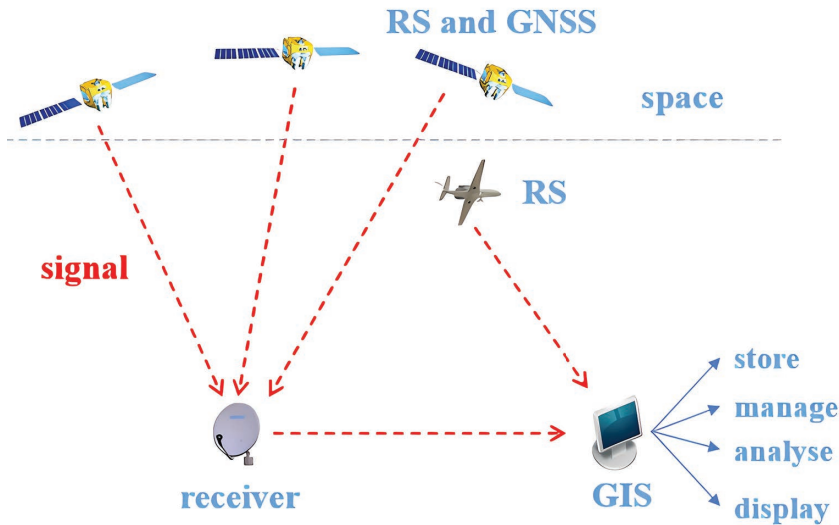 RS and GNSS
space
RS
signal
store
manage
analyse
display
receiver
GIS